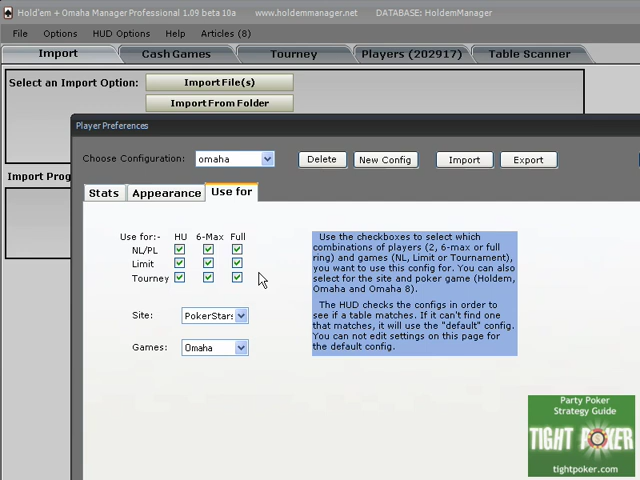 Hold'em + Omaha Manager Professional 1.09 beta 10a www.holdemmanager.net DATABASE: HoldemManager
File Options HUD Options Help Articles (8)
Import Cash Games Tourney Players (202917) Table Scanner
Select an Import Option: Import File(s)
Import From Folder
Player Preferences
Choose Configuration: omaha Delete New Config Import Export
Import Prog
Stats Appearance Use for
Use for:- HU 6-Max Full
NL/PL
Limit
Tourney
Site: PokerStars
Games: Omaha
Use the checkboxes to select which
combinations of players (2, 6-max or full
ring) and games (NL, Limit or Tournament),
you want to use this config for. You can also
select for the site and poker game (Holdem,
Omaha and Omaha 8).
The HUD checks the configs in order to
see if a table matches. If it can't find one
that matches, it will use the "default" config.
You can not edit settings on this page for
the default config.
Party Poker
Strategy Guide
TIGHT POKER
tightpoker.com